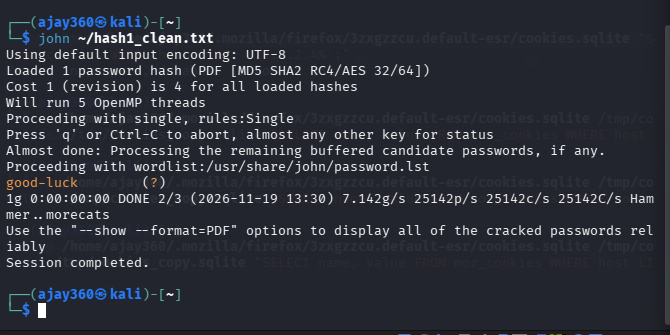 ┌──(ajay360㉿kali)-[~]
└─$ john ~/hash1_clean.txt
Using default input encoding: UTF-8
Loaded 1 password hash (PDF [MD5 SHA2 RC4/AES 32/64])
Cost 1 (revision) is 4 for all loaded hashes
Will run 5 OpenMP threads
Proceeding with single, rules:Single
Press 'q' or Ctrl-C to abort, almost any other key for status
Almost done: Processing the remaining buffered candidate passwords, if any.
Proceeding with wordlist:/usr/share/john/password.lst
good-luck        (?)
1g 0:00:00:00 DONE 2/3 (2026-11-19 13:30) 7.142g/s 25142p/s 25142c/s 25142C/s Ham
mer..morecats
Use the "--show --format=PDF" options to display all of the cracked passwords rel
iably
Session completed.
┌──(ajay360㉿kali)-[~]
└─$